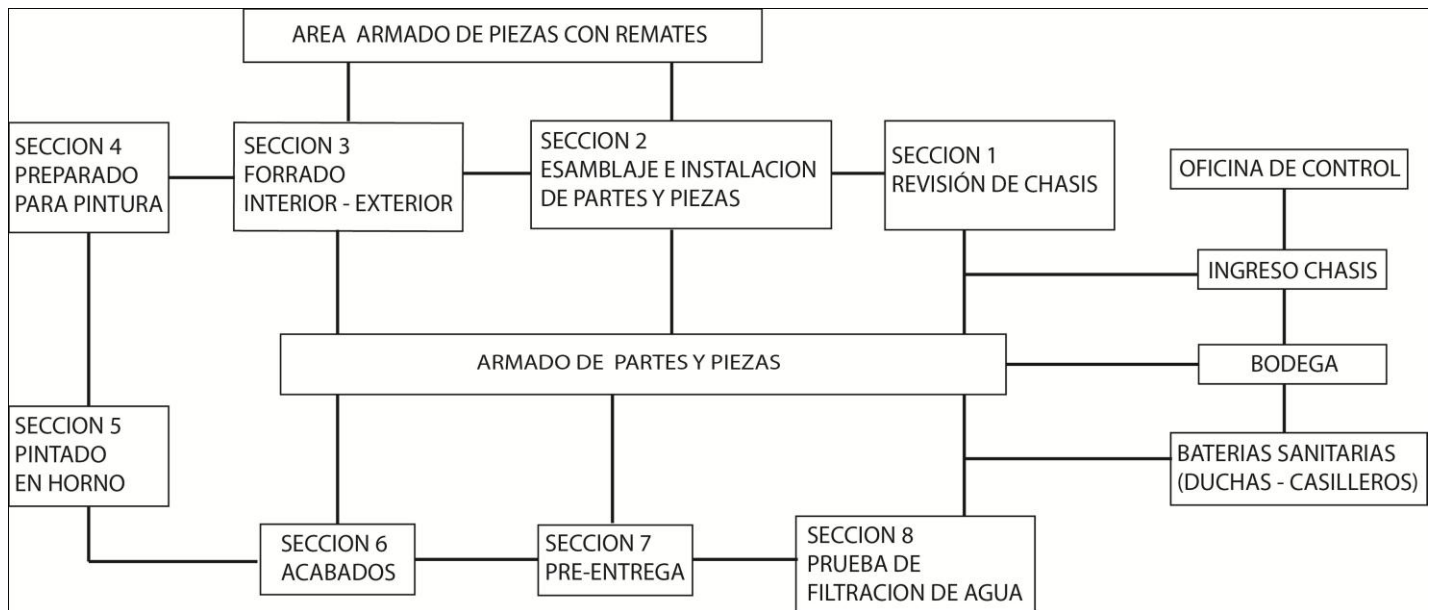 AREA ARMADO DE PIEZAS CON REMATES
SECCION 4
PREPARADO
PARA PINTURA
SECCION 3
FORRADO
INTERIOR - EXTERIOR
SECCION 2
ESAMBLAJE E INSTALACION
DE PARTES Y PIEZAS
SECCION 1
REVISIÓN DE CHASIS
OFICINA DE CONTROL
INGRESO CHASIS
ARMADO DE PARTES Y PIEZAS
BODEGA
SECCION 5
PINTADO
EN HORNO
BATERIAS SANITARIAS
(DUCHAS - CASILLEROS)
SECCION 6
ACABADOS
SECCION 7
PRE-ENTREGA
SECCION 8
PRUEBA DE
FILTRACION DE AGUA